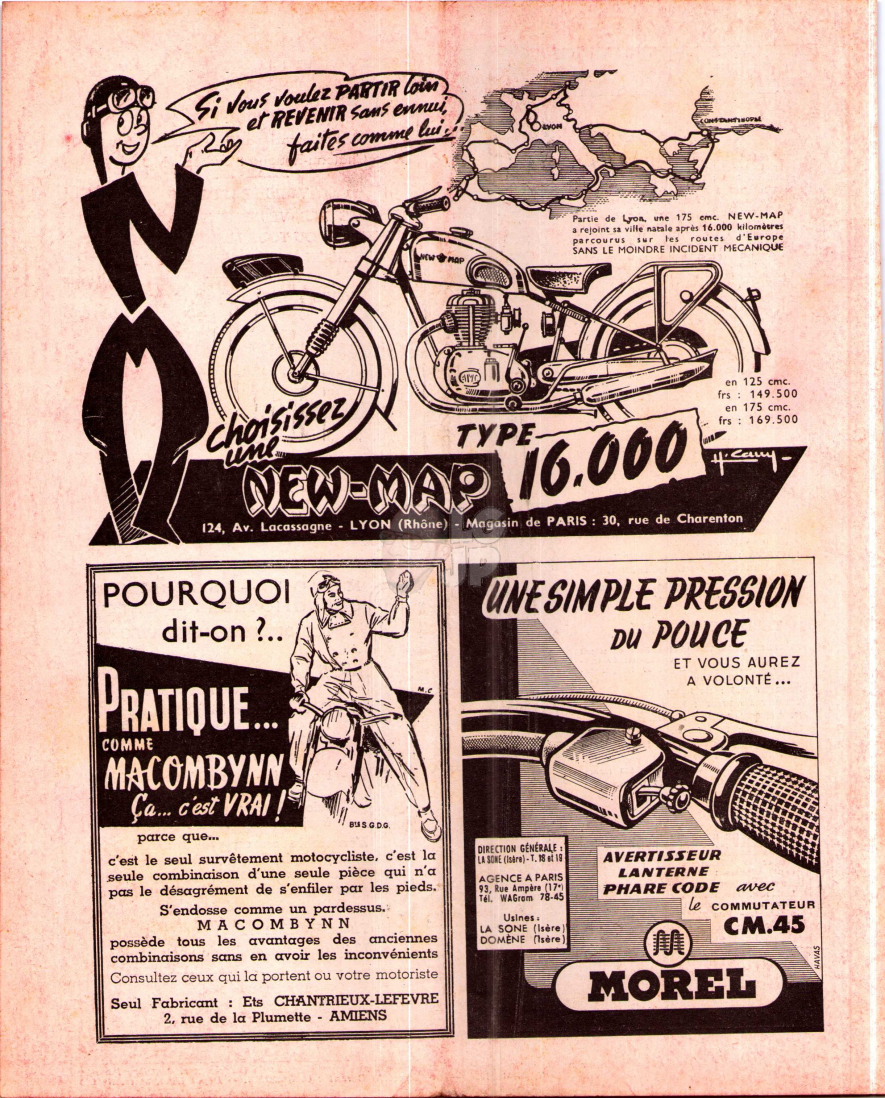 Si vous voulez PARTIR loin
et REVENIR sans ennui,
faites comme lui...
LYON
CONSTANTINOPLE
Partie de Lyon, une 175 cmc. NEW-MAP
a rejoint sa ville natale après 16.000 kilomètres
parcourus sur les routes d'Europe
SANS LE MOINDRE INCIDENT MECANIQUE
NEW MAP
AMC
en 125 cmc.
frs : 149.500
en 175 cmc.
frs : 169.500
choisissez
une
NEW-MAP
TYPE
16.000
124, Av. Lacassagne - LYON (Rhône) - Magasin de PARIS : 30, rue de Charenton
POURQUOI
dit-on ?..
M.C
PRATIQUE...
COMME
MACOMBYNN
Ça... c'est VRAI !
Bté S.G.D.G.
parce que...
c'est le seul survêtement motocycliste, c'est la
seule combinaison d'une seule pièce qui n'a
pas le désagrément de s'enfiler par les pieds.
S'endosse comme un pardessus.
MACOMBYNN
possède tous les avantages des anciennes
combinaisons sans en avoir les inconvénients
Consultez ceux qui la portent ou votre motoriste
Seul Fabricant : Ets CHANTRIEUX-LEFEVRE
2, rue de la Plumette - AMIENS
UNE SIMPLE PRESSION
DU POUCE
ET VOUS AUREZ
A VOLONTÉ...
DIRECTION GÉNÉRALE :
LA SONE (Isère) - T. 16 et 18
AGENCE A PARIS
93, Rue Ampère (17e)
Tél. WAGram 78-45
Usines :
LA SONE (Isère)
DOMÈNE (Isère)
AVERTISSEUR
LANTERNE
PHARE CODE avec
le COMMUTATEUR
CM.45
HAVAS
MOREL